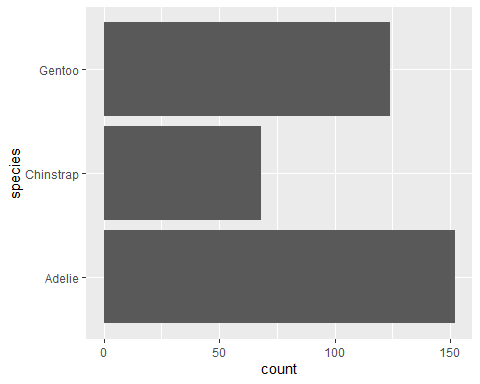 Gentoo
Chinstrap
Adelie
species
0 50 100 150
count